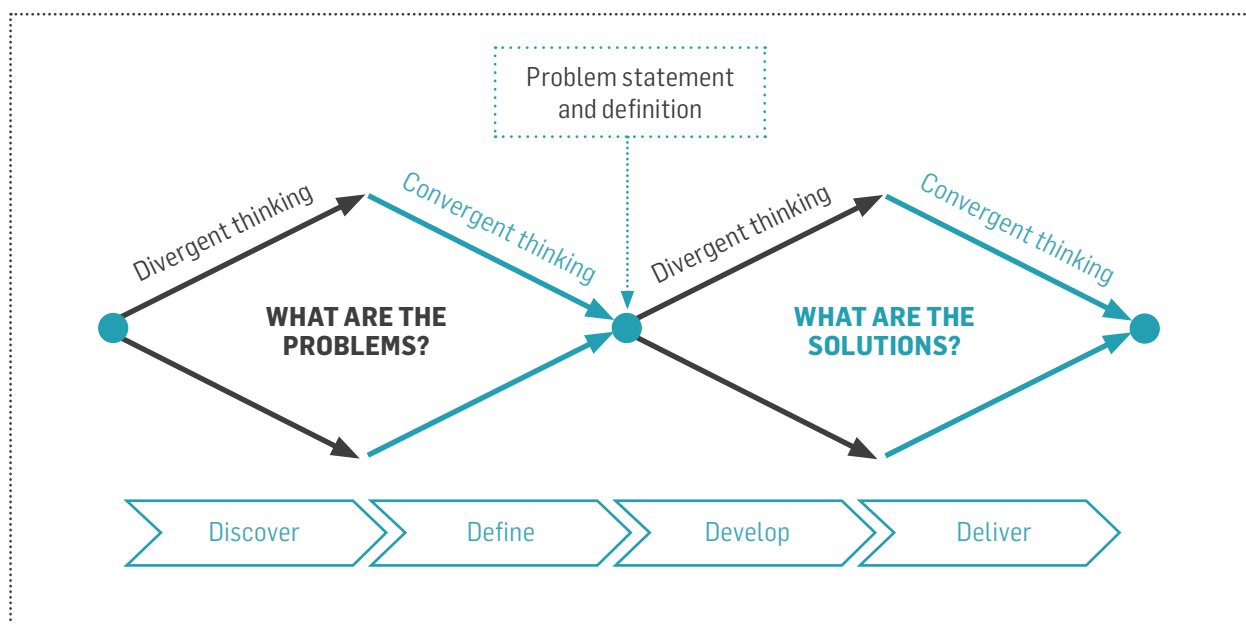 Problem statement
and definition
Divergent thinking
Convergent thinking
Divergent thinking
Convergent thinking
WHAT ARE THE
PROBLEMS?
WHAT ARE THE
SOLUTIONS?
Discover
Define
Develop
Deliver